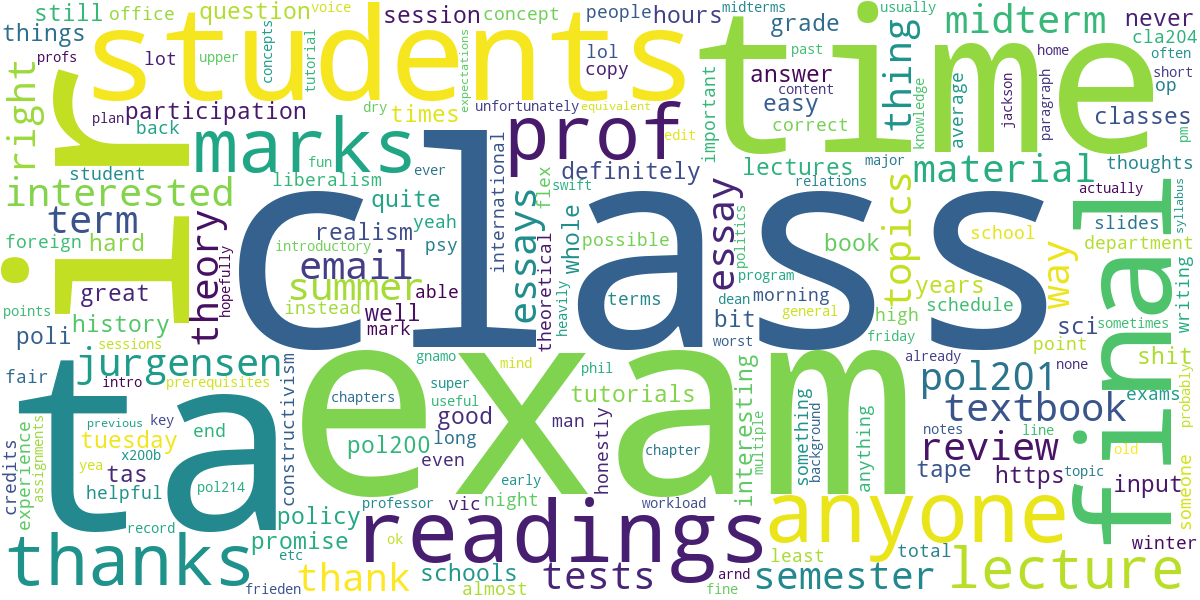 still office question voice session concept people hours midterms midterm usually never
things students lol grade thing past home cla204
profs lot upper concepts tutorial expectations copy time answer content knowledge average often
right plan participation times dry unfortunately equivalent easy important correct jackson paragraph short op
back marks prof edit classes pm
ir student fun ever international definitely lectures major material thoughts
interested liberalism quite flex swift relations actually syllabus
term theory yeah psy essays whole essay topics book school slides
foreign hard hopefully introductory realism class theoretical possible politics department
email able terms program morning years way final writing
great summer instead well heavily dean general high schedule
points history mark bit friday sci sometimes
poli sessions worst point probably
jurgensen gnamo mind phil already none shit
fair intro prerequisites constructivism exam super interesting pol201
chapters useful tutorials textbook exams
ta previous key good man multiple notes line
credits experience assignments tuesday x200b end pol200 long honestly chapter something background anything review old
thanks tas even tape topic https input someone
helpful pol214 early
record policy professor vic night workload anyone winter
promise ok readings
etc schools least total lecture
frieden thank almost tests arnd fine semester